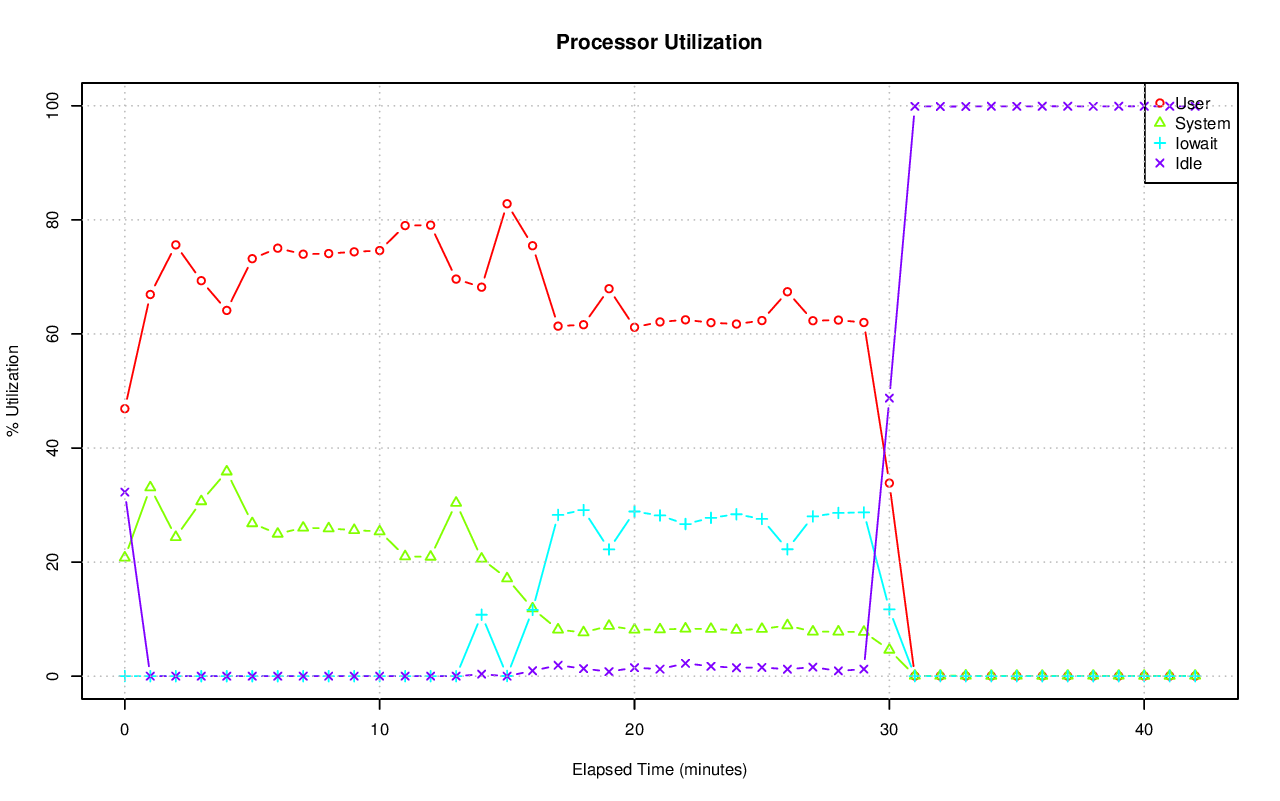 Processor Utilization
% Utilization
100
80
60
40
20
0
User
System
Iowait
Idle
0 10 20 30 40
Elapsed Time (minutes)